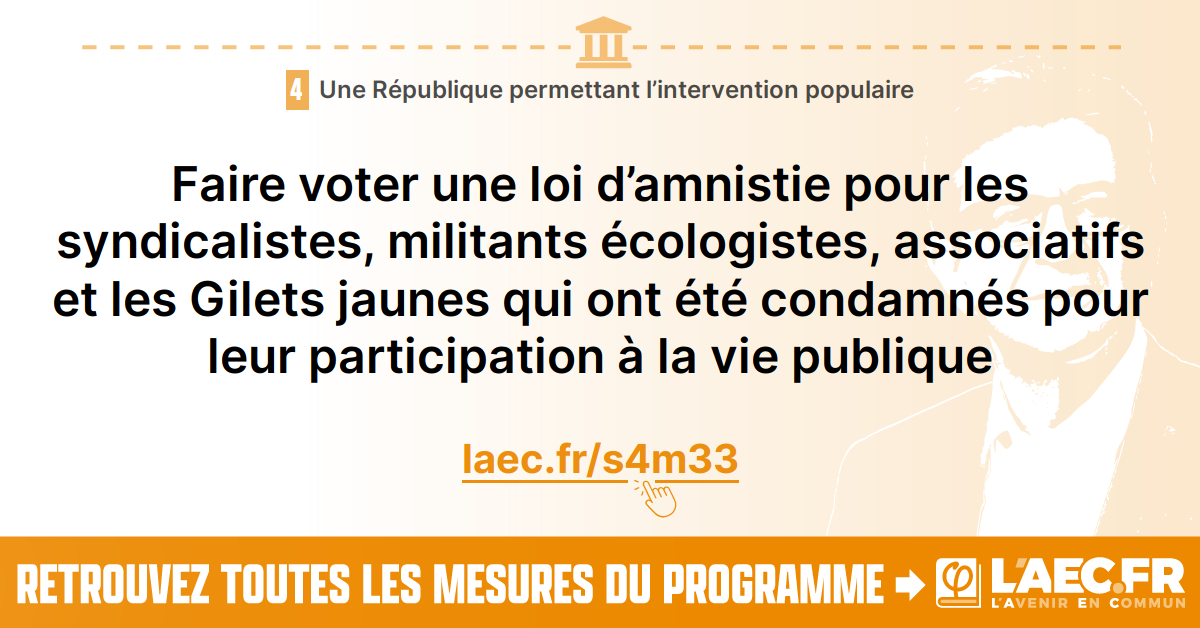 4 Une République permettant l’intervention populaire
Faire voter une loi d’amnistie pour les
syndicalistes, militants écologistes, associatifs
et les Gilets jaunes qui ont été condamnés pour
leur participation à la vie publique
laec.fr/s4m33
RETROUVEZ TOUTES LES MESURES DU PROGRAMME
φ L'AEC.FR
L'AVENIR EN COMMUN